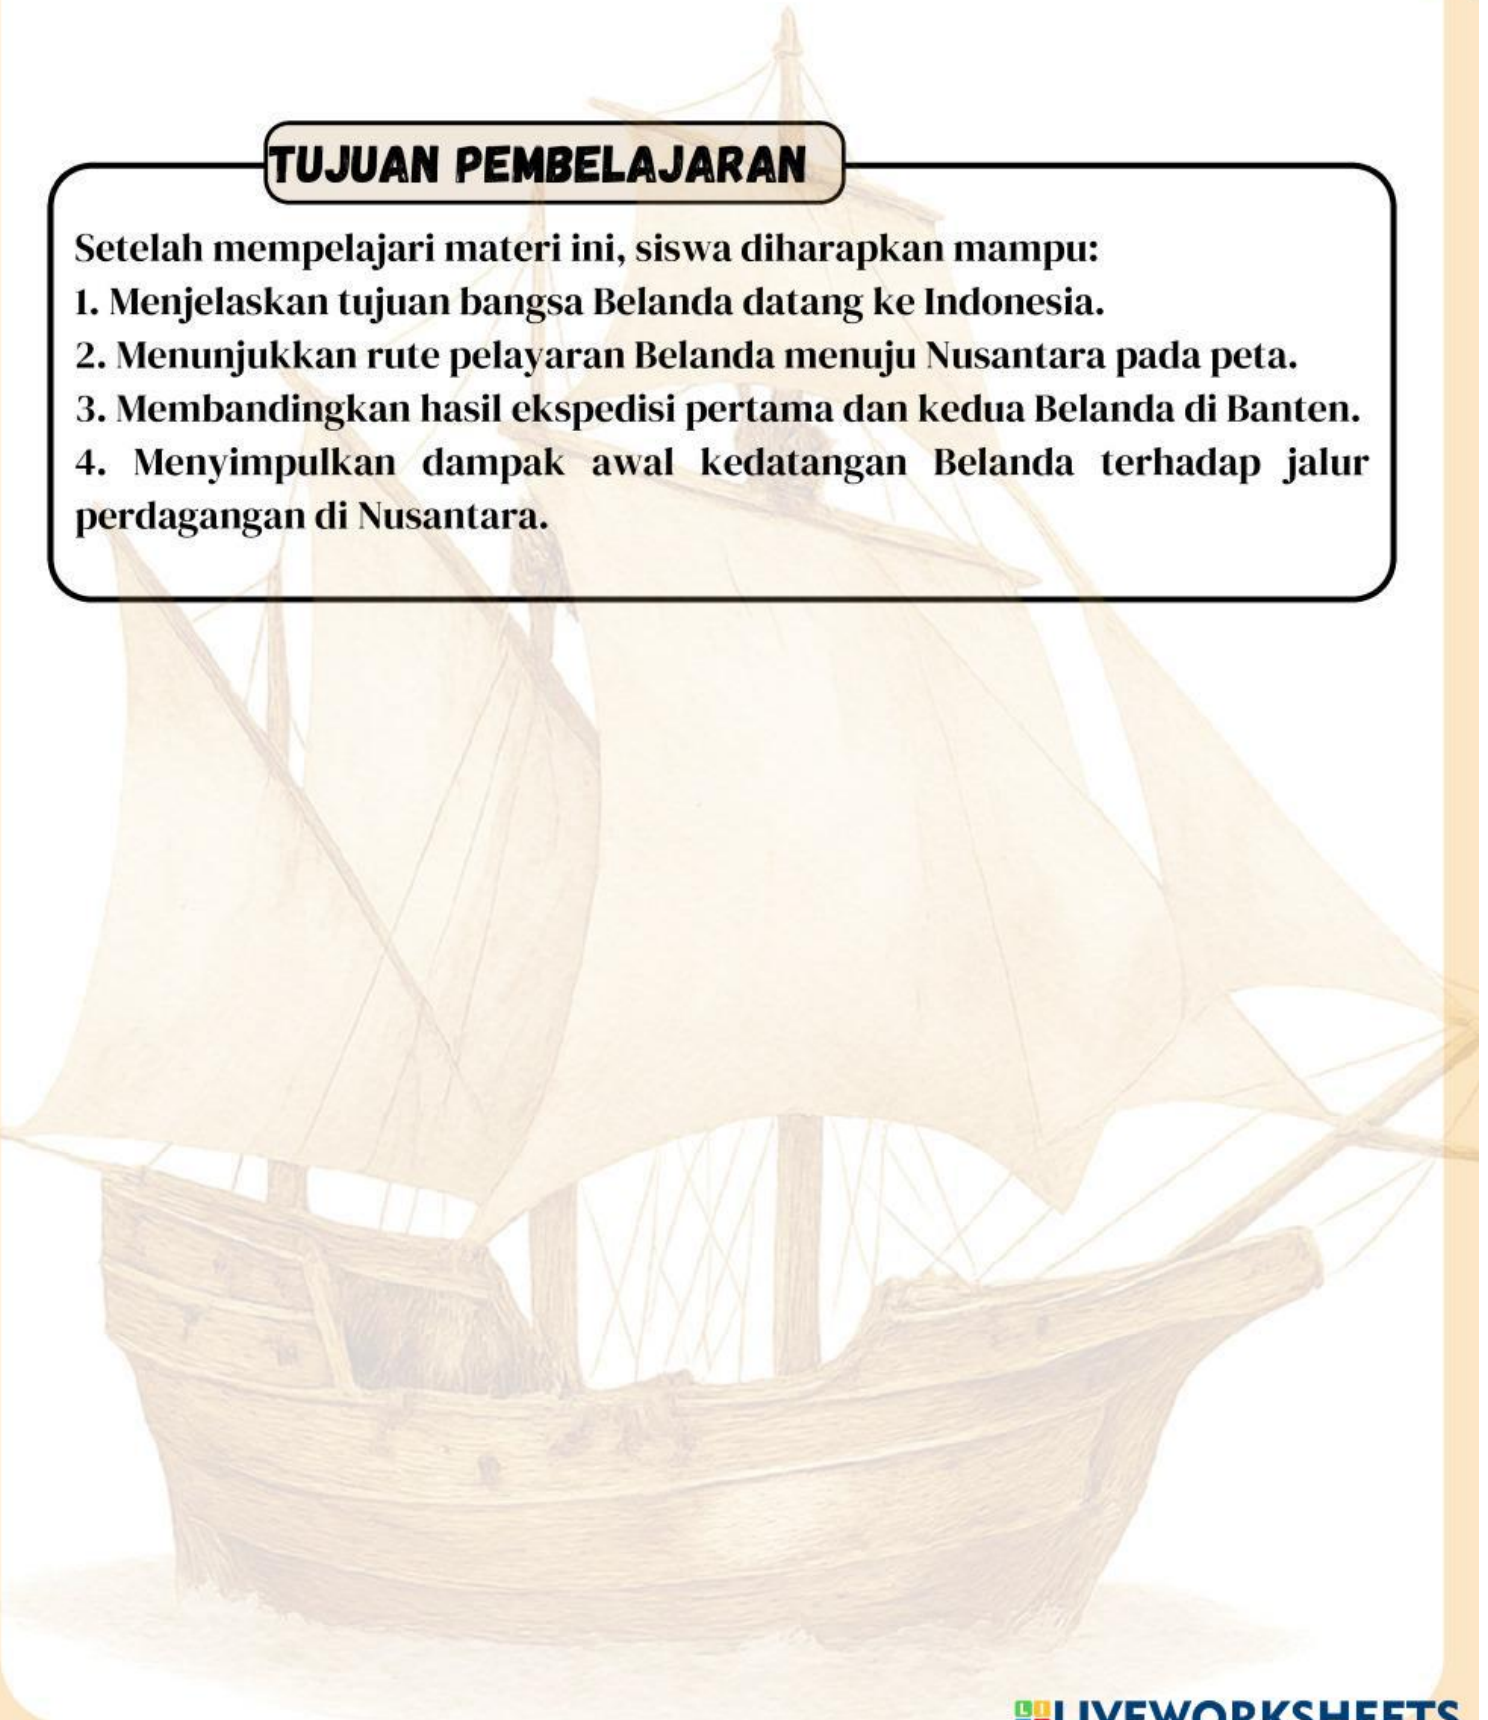 TUJUAN PEMBELAJARAN
Setelah mempelajari materi ini, siswa diharapkan mampu:
1. Menjelaskan tujuan bangsa Belanda datang ke Indonesia.
2. Menunjukkan rute pelayaran Belanda menuju Nusantara pada peta.
3. Membandingkan hasil ekspedisi pertama dan kedua Belanda di Banten.
4. Menyimpulkan dampak awal kedatangan Belanda terhadap jalur
perdagangan di Nusantara.
LIVEWORKSHEETS